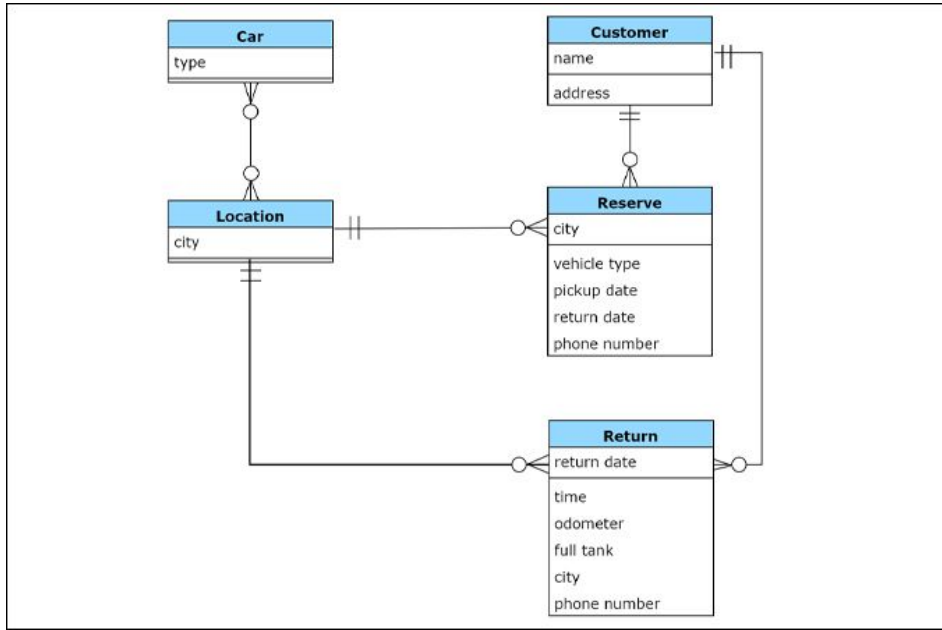 Car
type
Customer
name
address
Location
city
Reserve
city
vehicle type
pickup date
return date
phone number
Return
return date
time
odometer
full tank
city
phone number